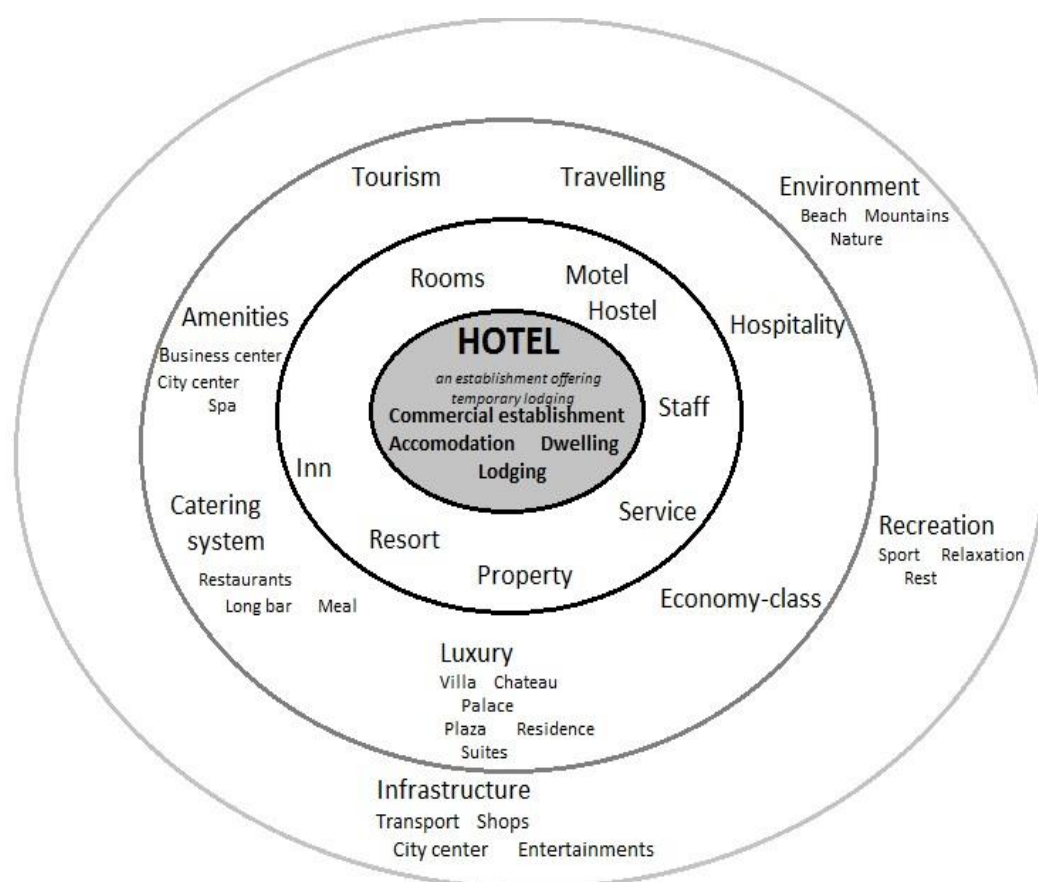 Tourism
Travelling
Environment
Beach Mountains
Nature
Rooms
Motel
Hostel
Amenities
Business center
City center
Spa
HOTEL
an establishment offering
temporary lodging
Commercial establishment
Accomodation Dwelling
Lodging
Hospitality
Staff
Inn
Catering
system
Restaurants
Long bar Meal
Resort
Service
Property
Recreation
Sport Relaxation
Rest
Economy-class
Luxury
Villa Chateau
Palace
Plaza Residence
Suites
Infrastructure
Transport Shops
City center Entertainments